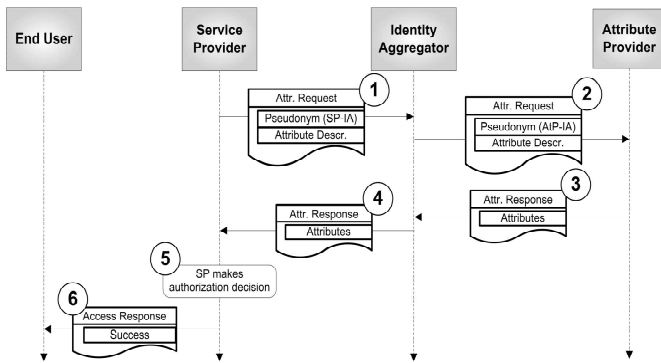 End User
Service
Provider
Identity
Aggregator
Attribute
Provider
1
Attr. Request
Pseudonym (SP-IA)
Attribute Descr.
2
Attr. Request
Pseudonym (AtP-IA)
Attribute Descr.
3
Attr. Response
Attributes
4
Attr. Response
Attributes
5
SP makes
authorization decision
6
Access Response
Success